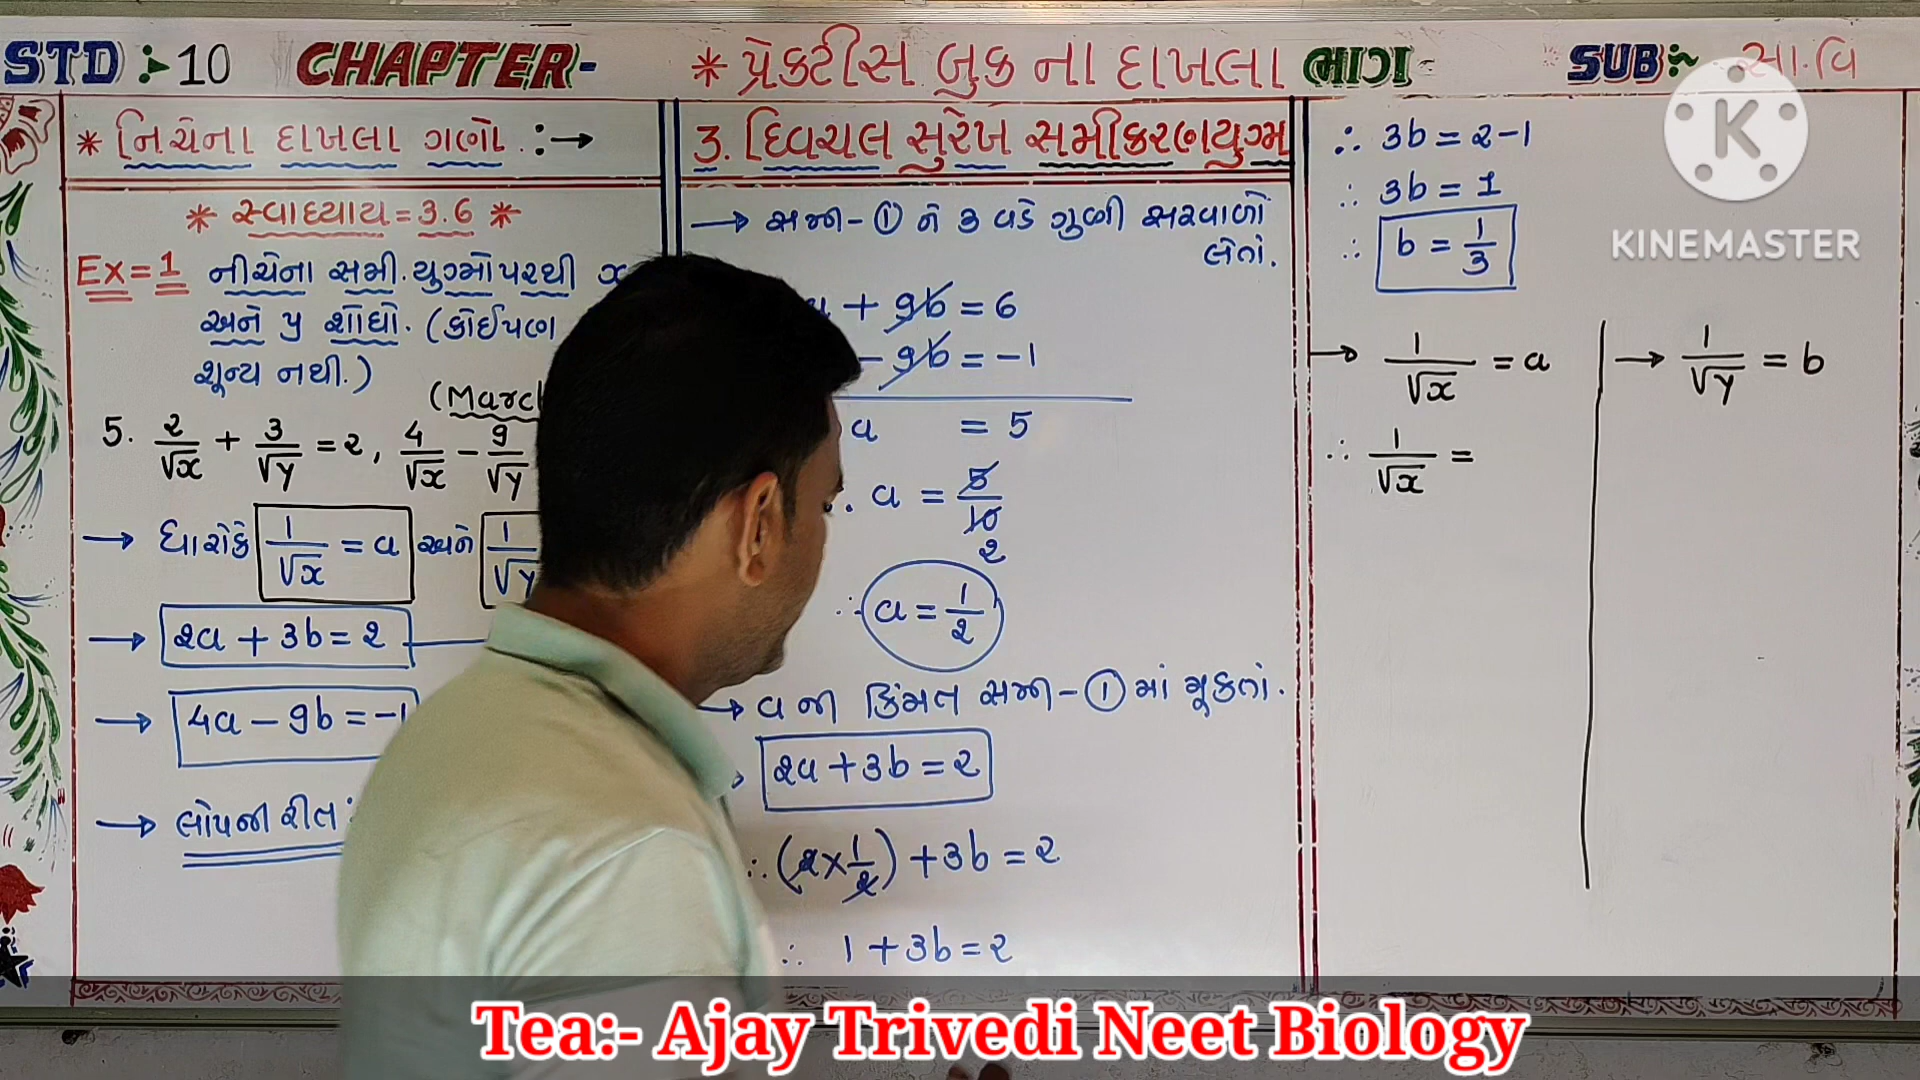 STD :- 10 CHAPTER- * પ્રેક્ટીસ બુક ના દાખલા ભાગ - SUB:~ સા.વિ
* નિચેના દાખલા ગણો. :→
* સ્વાધ્યાય = 3.6 *
Ex = 1 નીચેના સમી. યુગ્મો પરથી x
અને y શોધો. (કોઈપણ
શૂન્ય નથી.)
(March
5. 2/√x + 3/√y = ૨, 4/√x - 9/√y
→ ધારોકે 1/√x = a અને 1/√y
→ 2a + 3b = 2
→ 4a - 9b = -1
→ લોપની રીત :
3. દ્વિચલ સુરેખ સમીકરણયુગ્મ
→ સમી - ① ને 3 વડે ગુણી સરવાળો
લેતાં.
+ 9b = 6
- 9b = -1
a = 5
a = 5/10
2
∴ a = 1/2
→ a ની કિંમત સમી - ① માં મૂકતાં.
2a + 3b = 2
∴ (2 × 1/2) + 3b = 2
∴ 1 + 3b = 2
∴ 3b = 2 - 1
∴ 3b = 1
∴ b = 1/3
→ 1/√x = a
∴ 1/√x =
→ 1/√y = b
K
KINEMASTER
Tea:- Ajay Trivedi Neet Biology